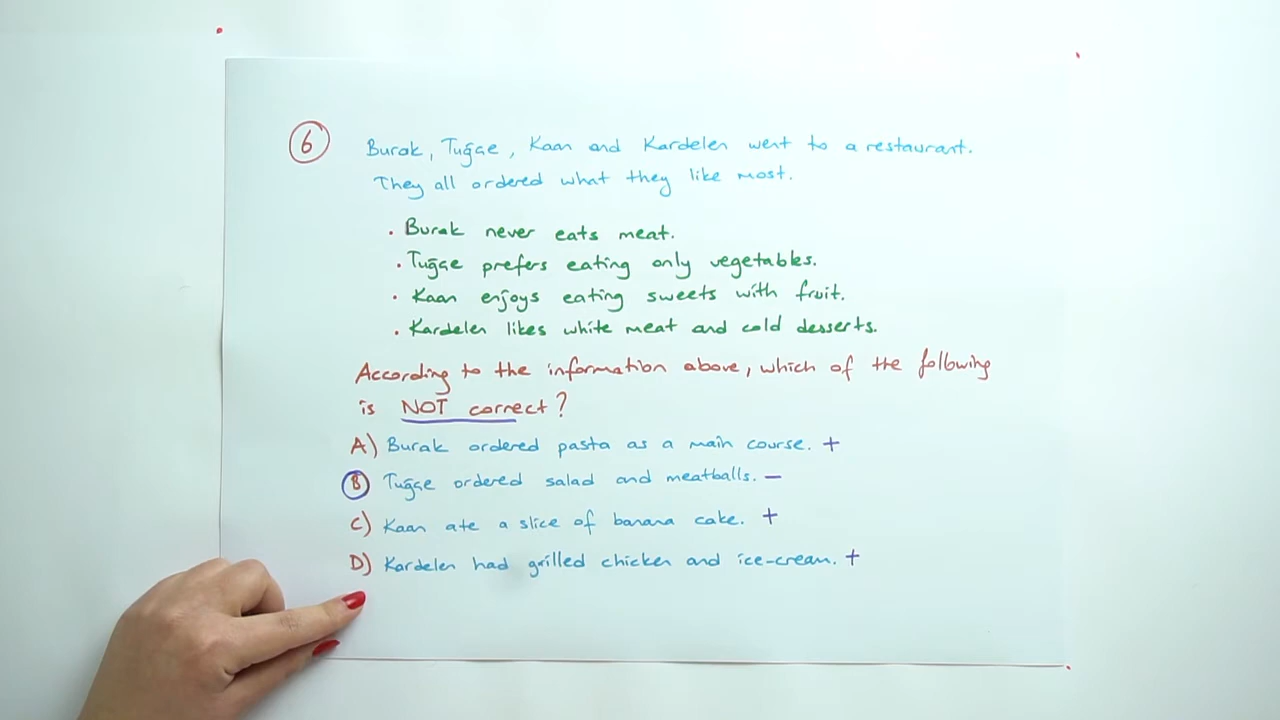 6
Burak, Tuğçe, Kaan and Kardelen went to a restaurant.
They all ordered what they like most.
• Burak never eats meat.
• Tuğçe prefers eating only vegetables.
• Kaan enjoys eating sweets with fruit.
• Kardelen likes white meat and cold desserts.
According to the information above, which of the following
is NOT correct?
A) Burak ordered pasta as a main course. +
B) Tuğçe ordered salad and meatballs. –
C) Kaan ate a slice of banana cake. +
D) Kardelen had grilled chicken and ice-cream. +